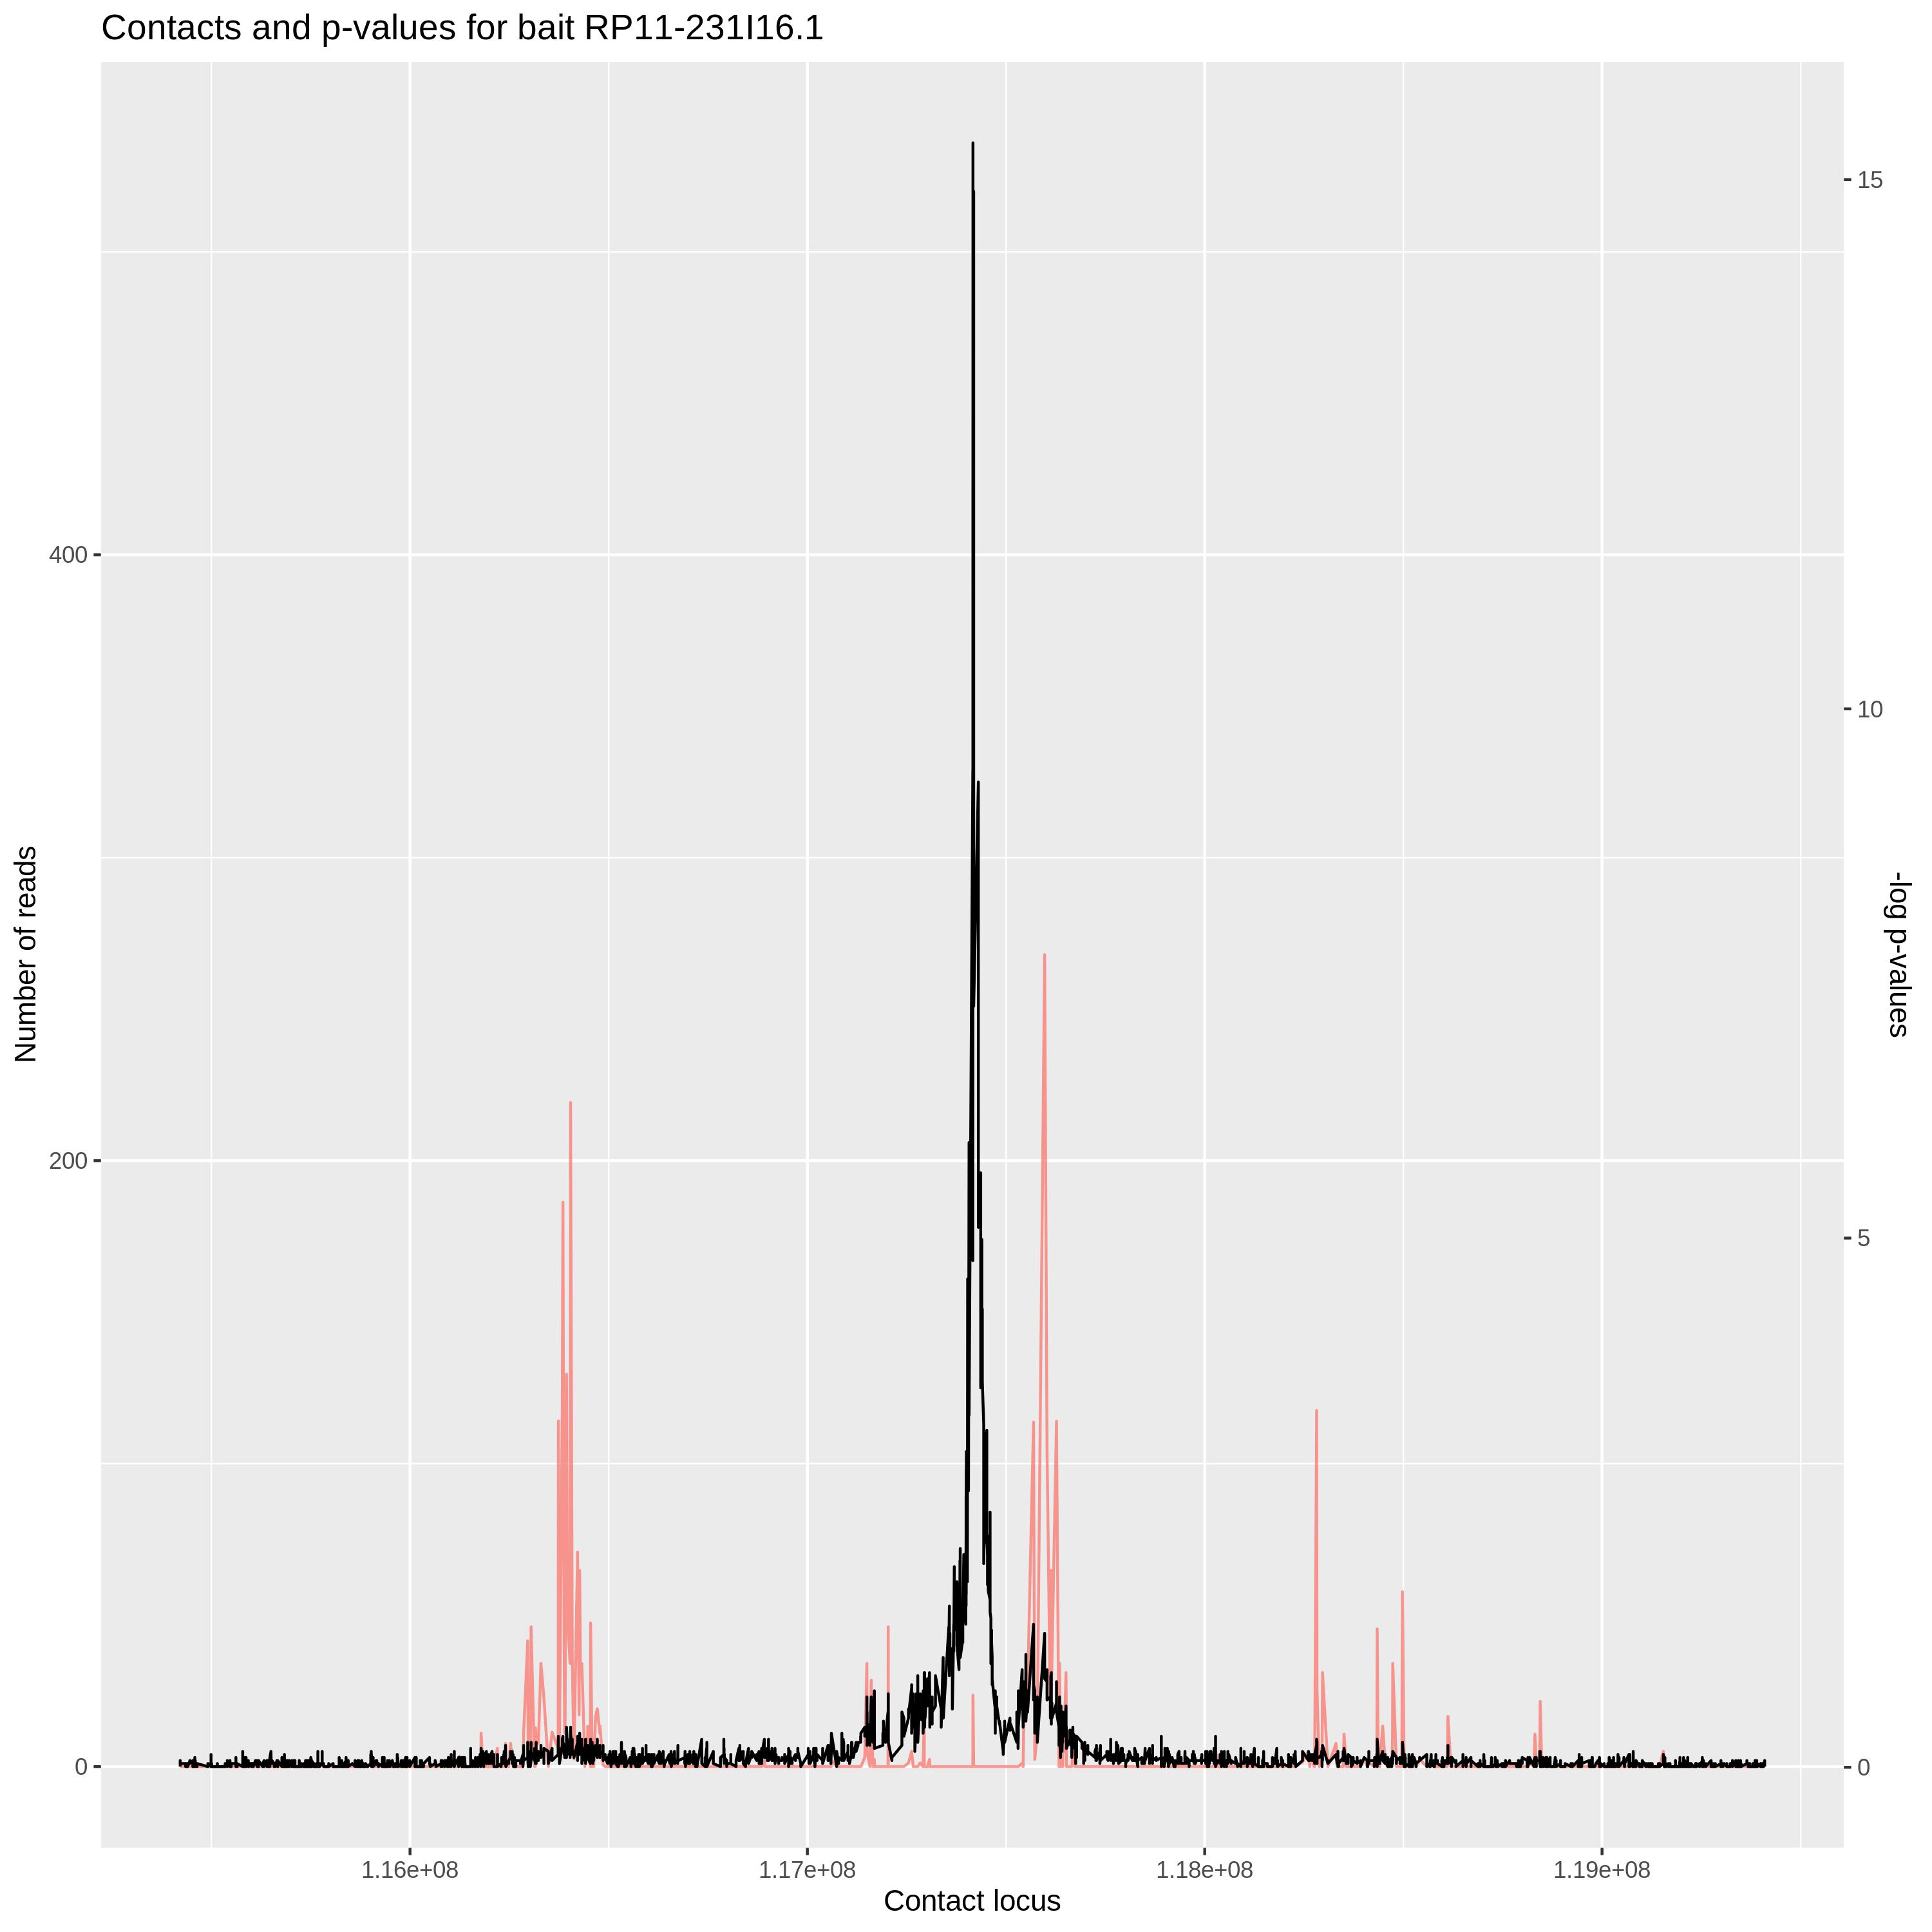 Contacts and p-values for bait RP11-231I16.1
15
400
10
Number of reads
-log p-values
200
5
0
0
1.16e+08
1.17e+08
1.18e+08
1.19e+08
Contact locus